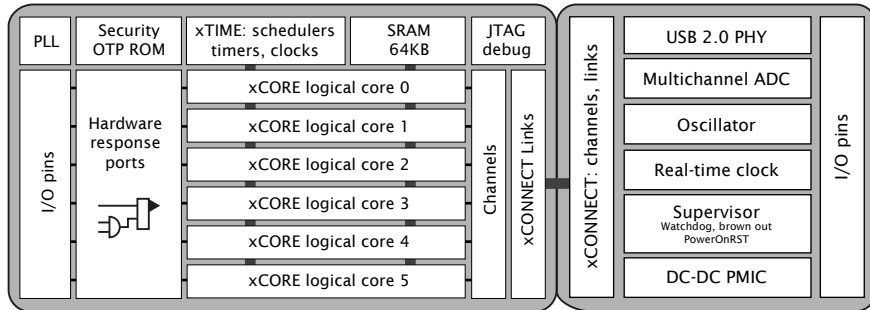 PLL
Security
OTP ROM
xTIME: schedulers
timers, clocks
SRAM
64KB
JTAG
debug
I/O pins
Hardware
response
ports
xCORE logical core 0
xCORE logical core 1
xCORE logical core 2
xCORE logical core 3
xCORE logical core 4
xCORE logical core 5
Channels
xCONNECT Links
xCONNECT: channels, links
USB 2.0 PHY
Multichannel ADC
Oscillator
Real-time clock
Supervisor
Watchdog, brown out
PowerOnRST
DC-DC PMIC
I/O pins